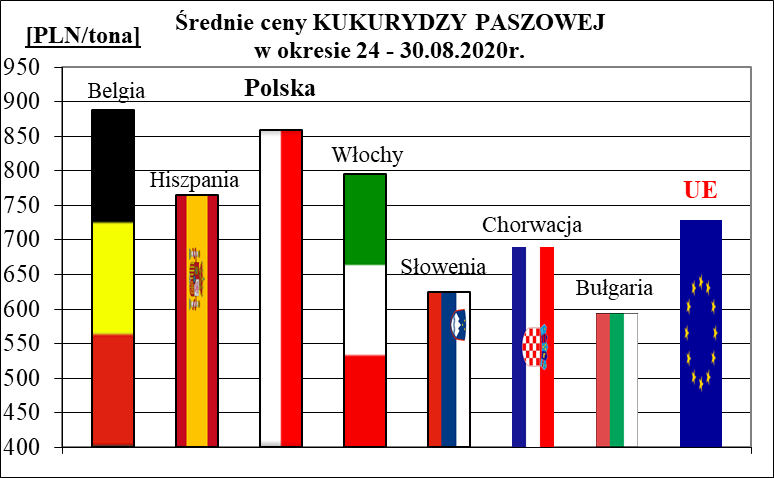 Średnie ceny KUKURYDZY PASZOWEJ
w okresie 24 - 30.08.2020r.
[PLN/tona]
950
900
850
800
750
700
650
600
550
500
450
400
Belgia
Hiszpania
Polska
Włochy
Słowenia
Chorwacja
Bułgaria
UE